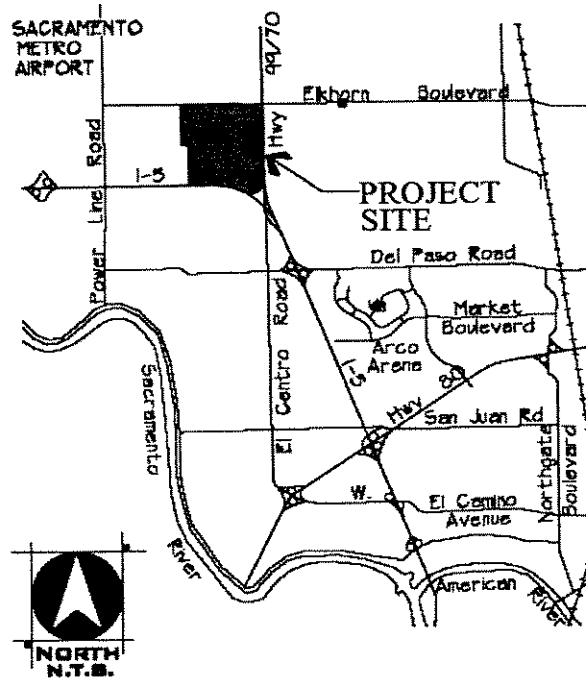 SACRAMENTO
METRO
AIRPORT
99/70
Hwy
Elkhorn Boulevard
Power Line Road
I-5
PROJECT
SITE
Del Paso Road
Market
Boulevard
Arco
Arena
El Centro Road
I-5
Hwy 80
San Juan Rd
Northgate
Boulevard
W. El Camino
Avenue
Sacramento
River
American
River
NORTH
N.T.S.